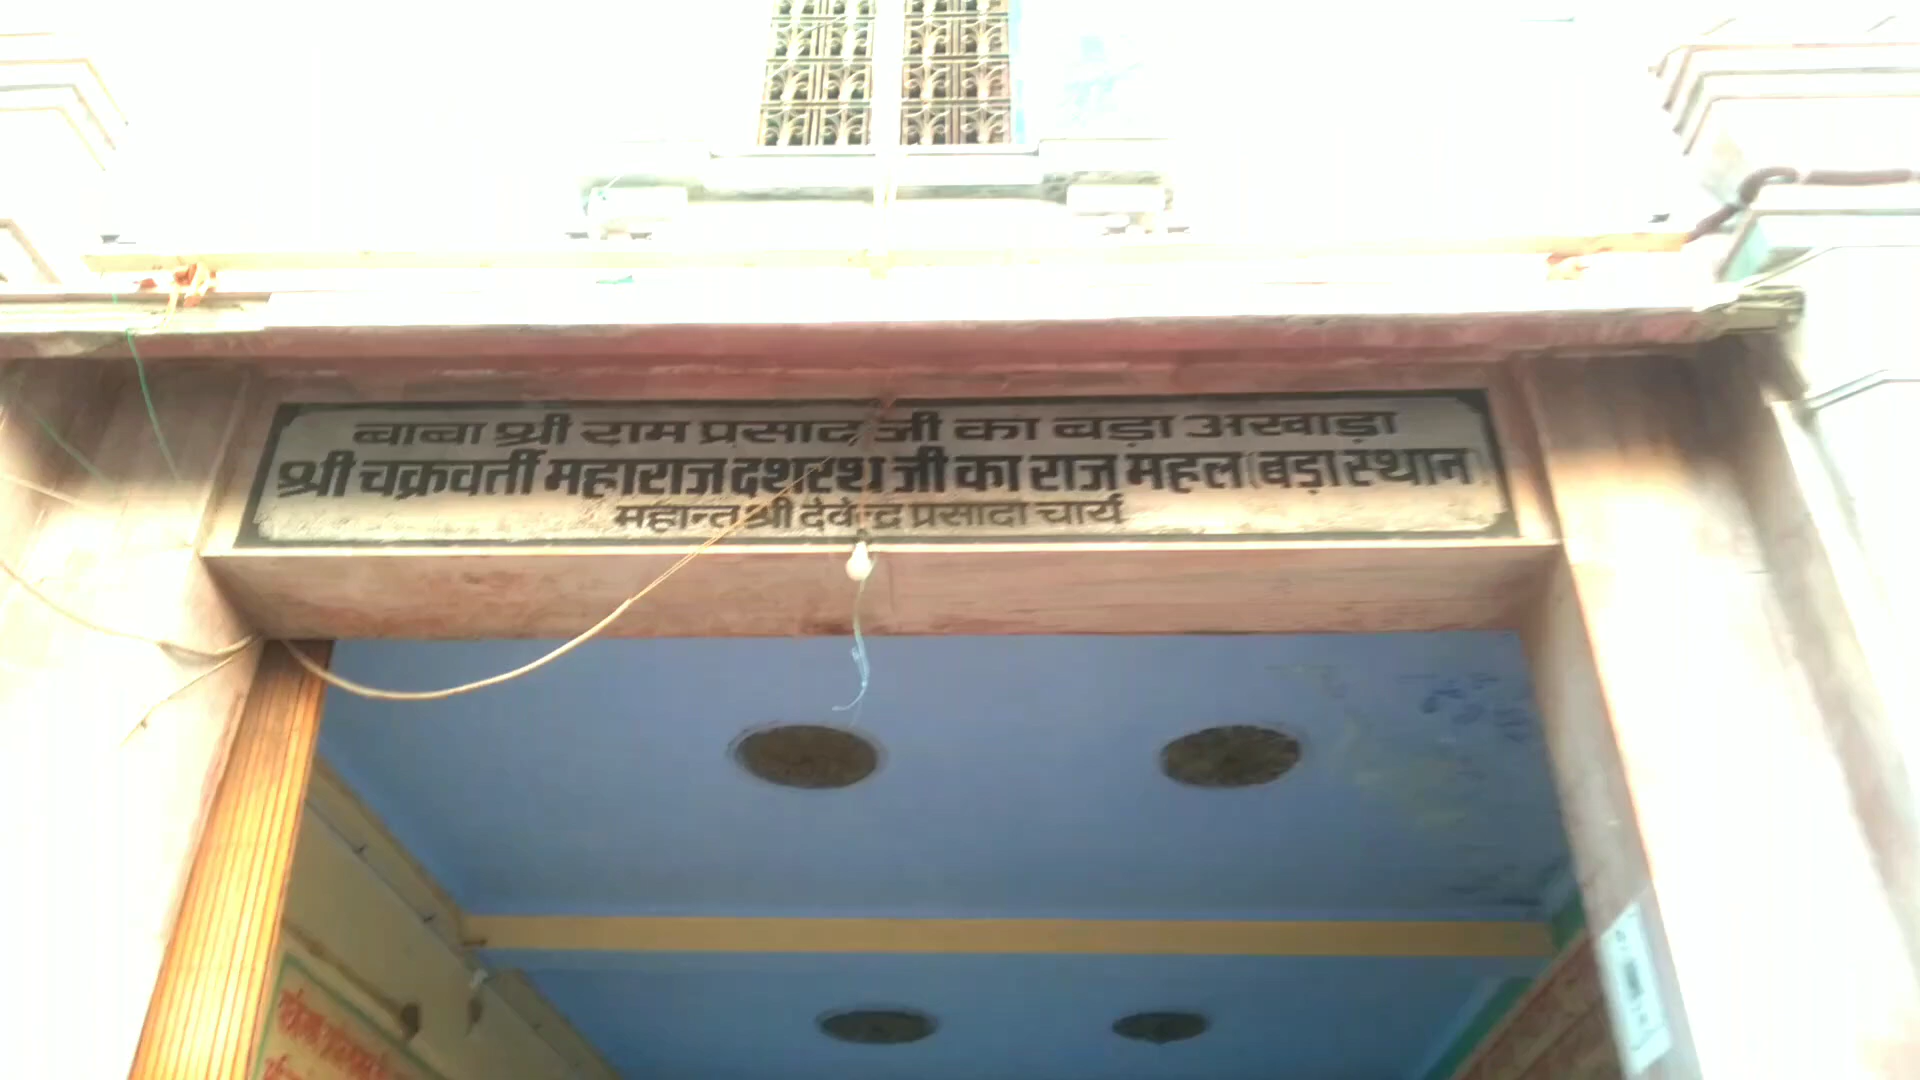 बाबा श्री राम प्रसाद जी का बड़ा अखाड़ा
श्री चक्रवर्ती महाराज दशरथ जी का राज महल (बड़ा स्थान
महान्त श्री देवेन्द्र प्रसादा चार्य